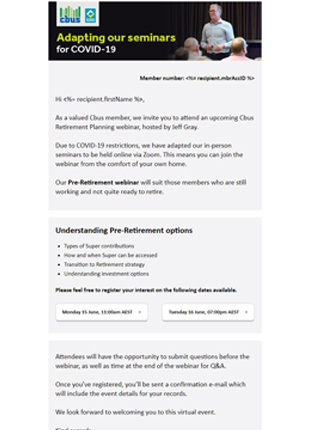 cbus
Adapting our seminars
for COVID-19
Member number: <%= recipient.mbrAccID %>
Hi <%= recipient.firstName %>,
As a valued Cbus member, we invite you to attend an upcoming Cbus
Retirement Planning webinar, hosted by Jeff Gray.
Due to COVID-19 restrictions, we have adapted our in-person
seminars to be held online via Zoom. This means you can join the
webinar from the comfort of your own home.
Our Pre-Retirement webinar will suit those members who are still
working and not quite ready to retire.
Understanding Pre-Retirement options
• Types of Super contributions
• How and when Super can be accessed
• Transition to Retirement strategy
• Understanding investment options
Please feel free to register your interest on the following dates available.
Monday 15 June, 11:00am AEST
Tuesday 16 June, 07:00pm AEST
Attendees will have the opportunity to submit questions before the
webinar, as well as time at the end of the webinar for Q&A.
Once you've registered, you'll be sent a confirmation e-mail which
will include the event details for your records.
We look forward to welcoming you to this virtual event.